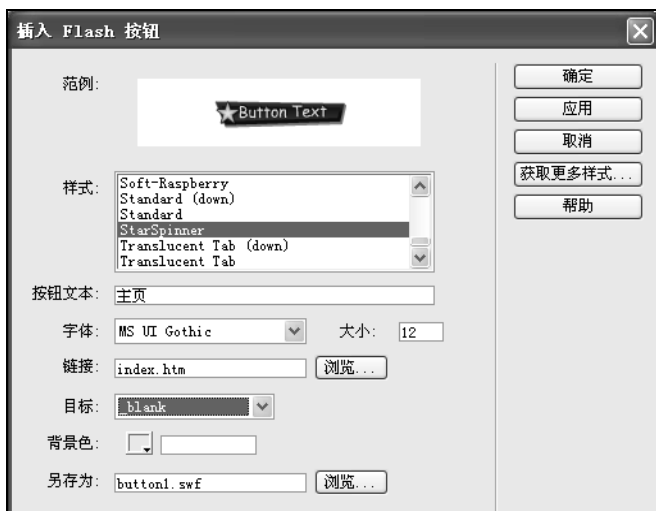 插入 Flash 按钮
范例:
Button Text
确定
应用
取消
获取更多样式...
帮助
样式:
Soft-Raspberry
Standard (down)
Standard
StarSpinner
Translucent Tab (down)
Translucent Tab
按钮文本: 主页
字体: MS UI Gothic 大小: 12
链接: index.htm 浏览...
目标: _blank
背景色:
另存为: button1.swf 浏览...